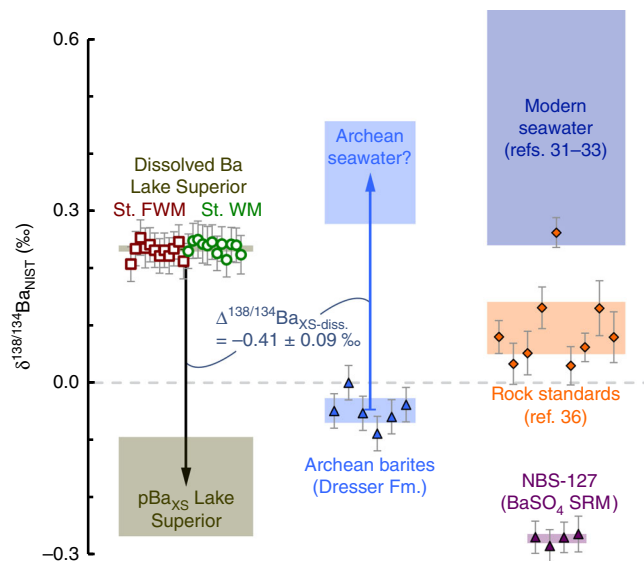 0.6
0.3
0.0
–0.3
δ138/134BaNIST (‰)
Dissolved Ba
Lake Superior
St. FWM St. WM
Δ138/134BaXS-diss.
= –0.41 ± 0.09 ‰
pBaXS Lake
Superior
Archean
seawater?
Archean barites
(Dresser Fm.)
Modern
seawater
(refs. 31–33)
Rock standards
(ref. 36)
NBS-127
(BaSO4 SRM)